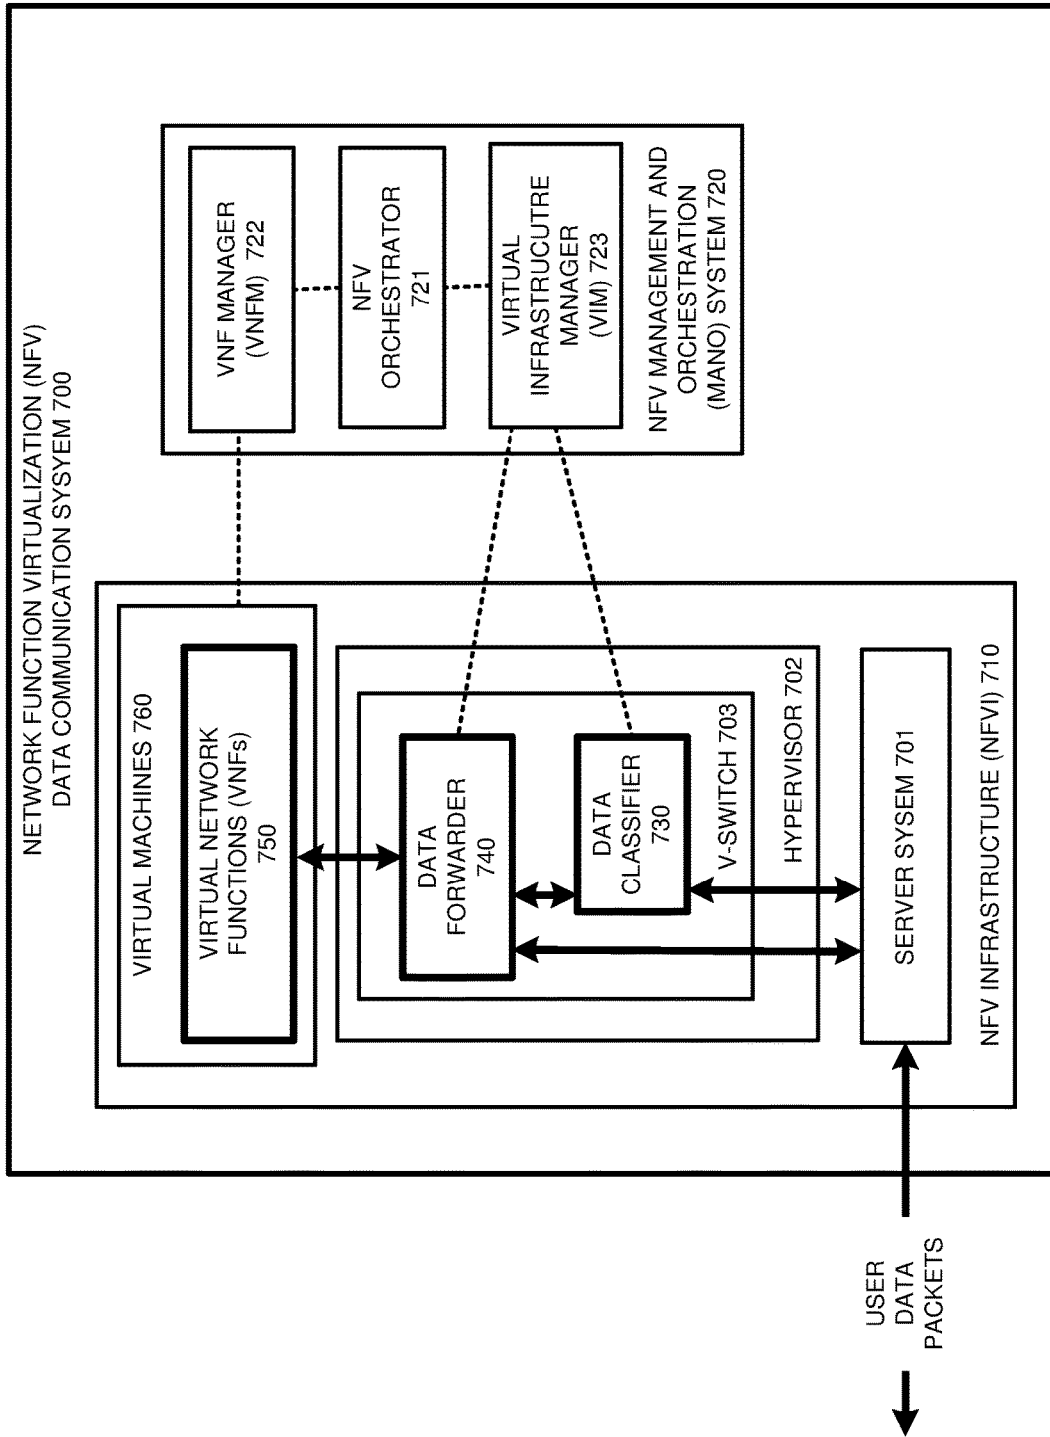 NETWORK FUNCTION VIRTUALIZATION (NFV)
DATA COMMUNICATION SYSYEM 700
VIRTUAL MACHINES 760
VIRTUAL NETWORK
FUNCTIONS (VNFs)
750
DATA
FORWARDER
740
DATA
CLASSIFIER
730
V-SWITCH 703
HYPERVISOR 702
SERVER SYSEM 701
NFV INFRASTRUCTURE (NFVI) 710
VNF MANAGER
(VNFM) 722
NFV
ORCHESTRATOR
721
VIRTUAL
INFRASTRUCUTRE
MANAGER
(VIM) 723
NFV MANAGEMENT AND
ORCHESTRATION
(MANO) SYSTEM 720
USER
DATA
PACKETS